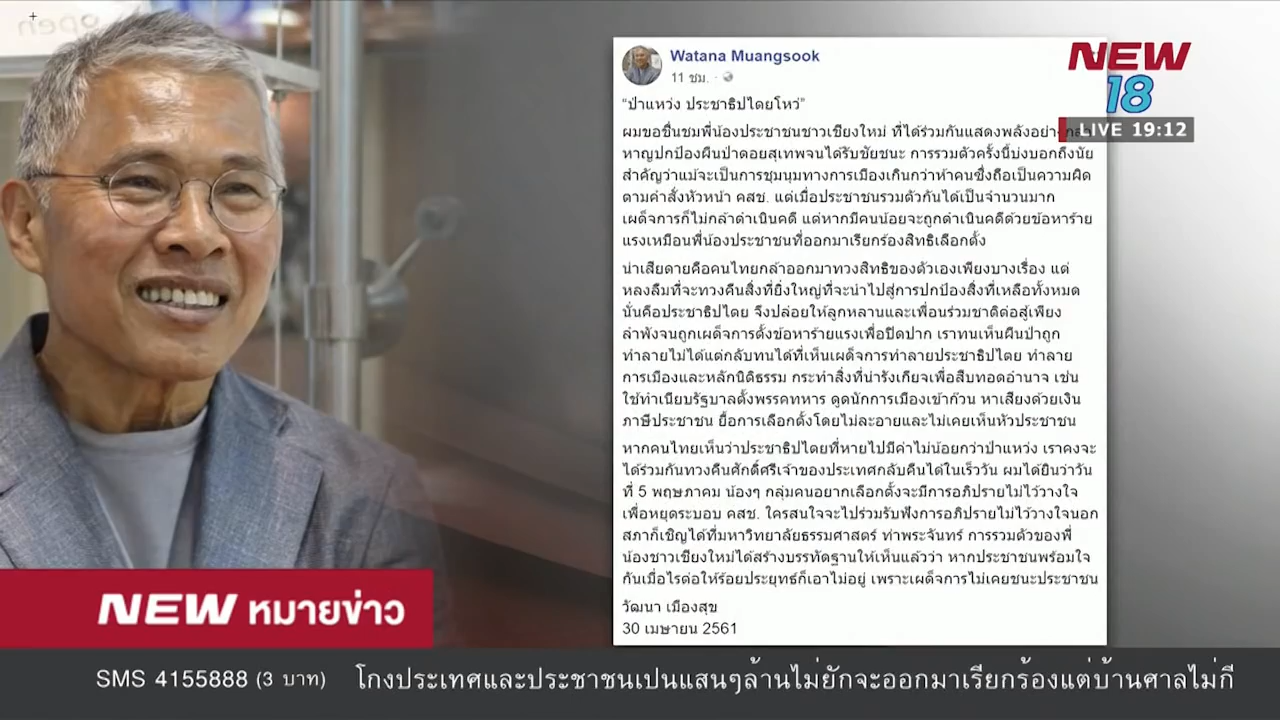 open
Watana Muangsook
11 ชม. ·
NEW
18
LIVE 19:12
“ป่าแหว่ง ประชาธิปไตยโหว่”
ผมขอชื่นชมพี่น้องประชาชนชาวเชียงใหม่ ที่ได้ร่วมกันแสดงพลังอย่างกล้า
หาญปกป้องผืนป่าดอยสุเทพจนได้รับชัยชนะ การรวมตัวครั้งนี้บ่งบอกถึงนัย
สำคัญว่าแม้จะเป็นการชุมนุมทางการเมืองเกินกว่าห้าคนซึ่งถือเป็นความผิด
ตามคำสั่งหัวหน้า คสช. แต่เมื่อประชาชนรวมตัวกันได้เป็นจำนวนมาก
เผด็จการก็ไม่กล้าดำเนินคดี แต่หากมีคนน้อยจะถูกดำเนินคดีด้วยข้อหาร้าย
แรงเหมือนพี่น้องประชาชนที่ออกมาเรียกร้องสิทธิเลือกตั้ง
น่าเสียดายคือคนไทยกล้าออกมาทวงสิทธิของตัวเองเพียงบางเรื่อง แต่
หลงลืมที่จะทวงคืนสิ่งที่ยิ่งใหญ่ที่จะนำไปสู่การปกป้องสิ่งที่เหลือทั้งหมด
นั่นคือประชาธิปไตย จึงปล่อยให้ลูกหลานและเพื่อนร่วมชาติต่อสู้เพียง
ลำพังจนถูกเผด็จการตั้งข้อหาร้ายแรงเพื่อปิดปาก เราทนเห็นผืนป่าถูก
ทำลายไม่ได้แต่กลับทนได้ที่เห็นเผด็จการทำลายประชาธิปไตย ทำลาย
การเมืองและหลักนิติธรรม กระทำสิ่งที่น่ารังเกียจเพื่อสืบทอดอำนาจ เช่น
ใช้ทำเนียบรัฐบาลตั้งพรรคทหาร ดูดนักการเมืองเข้าก๊วน หาเสียงด้วยเงิน
ภาษีประชาชน ยื้อการเลือกตั้งโดยไม่ละอายและไม่เคยเห็นหัวประชาชน
หากคนไทยเห็นว่าประชาธิปไตยที่หายไปมีค่าไม่น้อยกว่าป่าแหว่ง เราคงจะ
ได้ร่วมกันทวงคืนศักดิ์ศรีเจ้าของประเทศกลับคืนได้ในเร็ววัน ผมได้ยินว่าวัน
ที่ 5 พฤษภาคม น้องๆ กลุ่มคนอยากเลือกตั้งจะมีการอภิปรายไม่ไว้วางใจ
เพื่อหยุดระบอบ คสช. ใครสนใจจะไปร่วมรับฟังการอภิปรายไม่ไว้วางใจนอก
สภาก็เชิญได้ที่มหาวิทยาลัยธรรมศาสตร์ ท่าพระจันทร์ การรวมตัวของพี่
น้องชาวเชียงใหม่ได้สร้างบรรทัดฐานให้เห็นแล้วว่า หากประชาชนพร้อมใจ
กันเมื่อไรต่อให้ร้อยประยุทธ์ก็เอาไม่อยู่ เพราะเผด็จการไม่เคยชนะประชาชน
วัฒนา เมืองสุข
30 เมษายน 2561
NEW หมายข่าว
SMS 4155888 (3 บาท) โกงประเทศและประชาชนเปนแสนๆล้านไม่ยักจะออกมาเรียกร้องแต่บ้านศาลไม่กี่